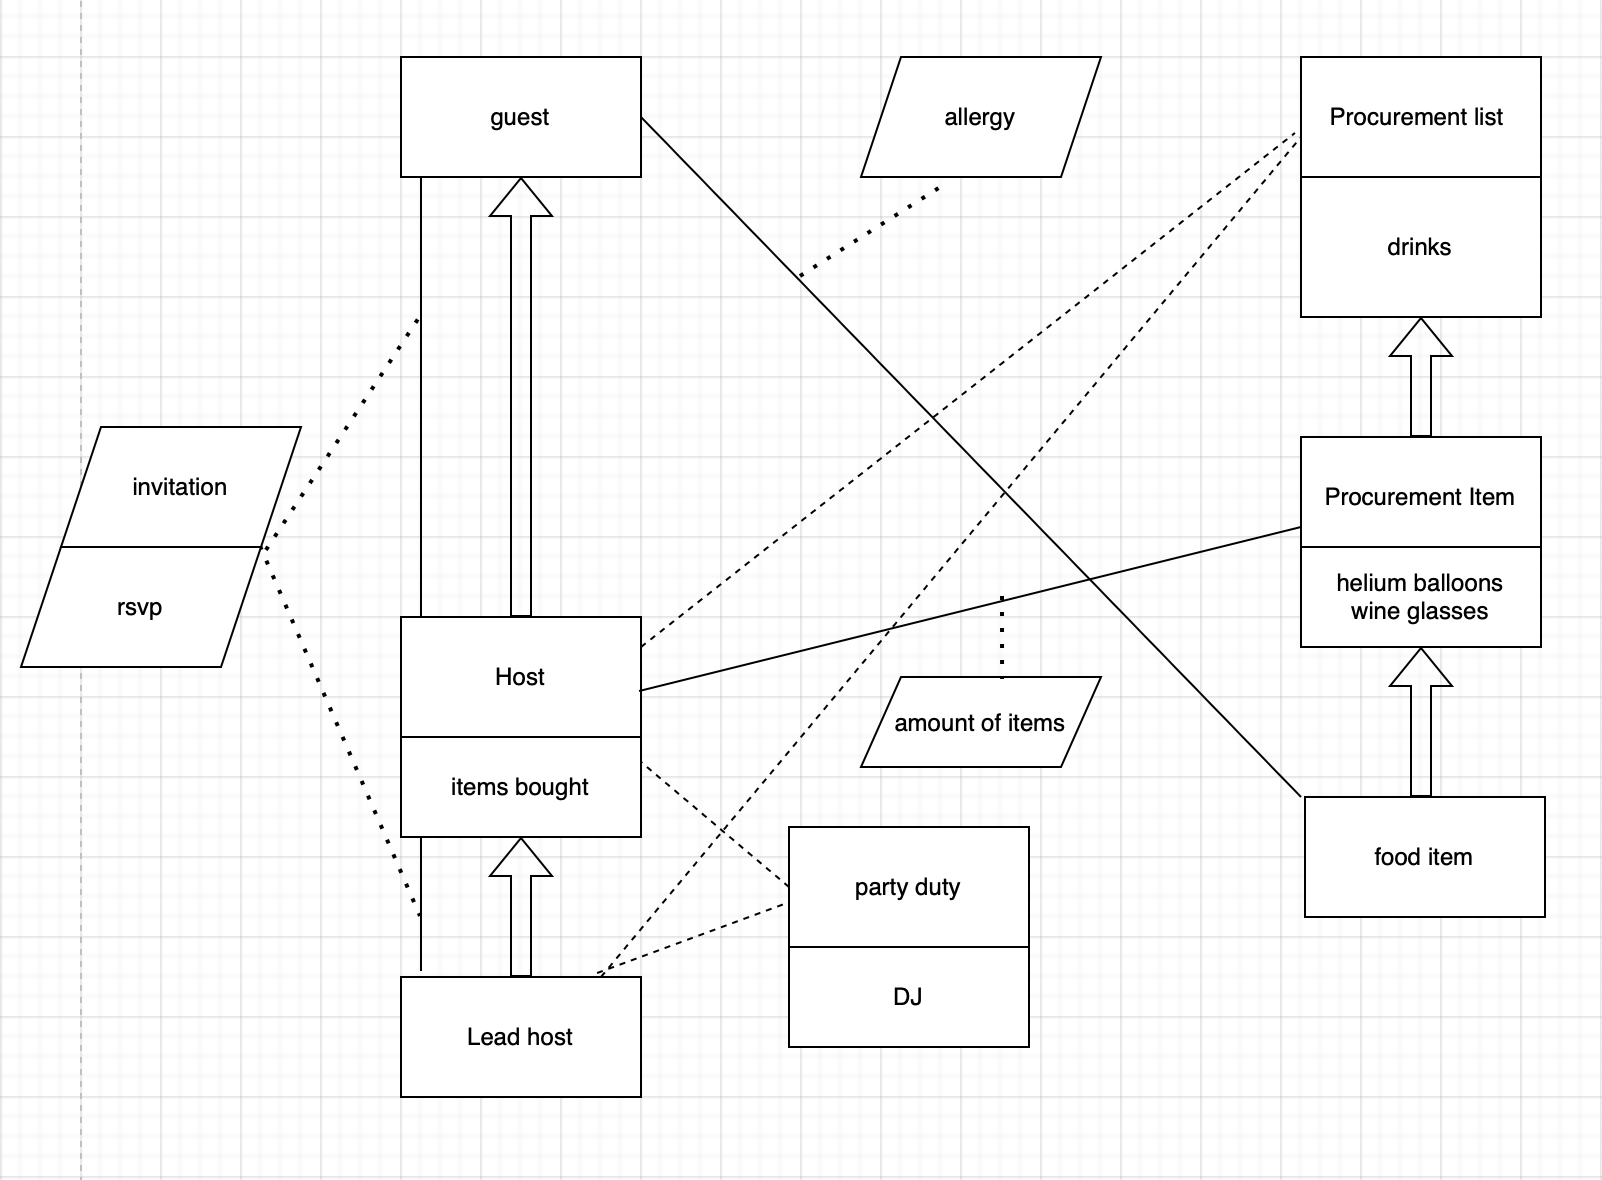 guest
allergy
Procurement list
drinks
invitation
rsvp
Procurement Item
helium balloons
wine glasses
Host
items bought
amount of items
party duty
DJ
food item
Lead host